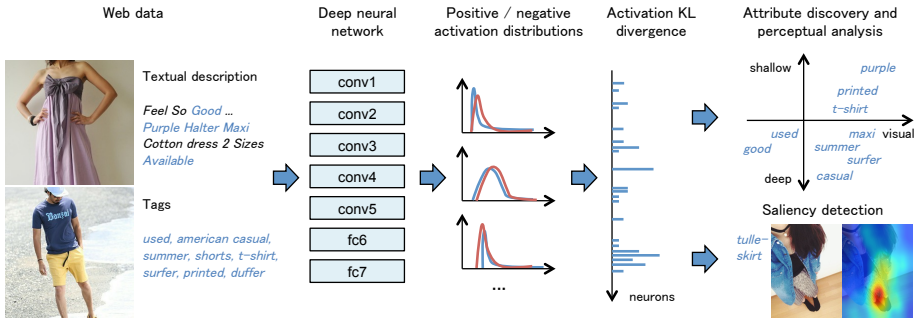 Web data
Deep neural
network
Positive / negative
activation distributions
Activation KL
divergence
Attribute discovery and
perceptual analysis
Textual description
Feel So Good ...
Purple Halter Maxi
Cotton dress 2 Sizes
Available
Tags
used, american casual,
summer, shorts, t-shirt,
surfer, printed, duffer
conv1
conv2
conv3
conv4
conv5
fc6
fc7
...
neurons
shallow
purple
printed
t-shirt
used
maxi
visual
good
summer
surfer
deep
casual
Saliency detection
tulle-
skirt